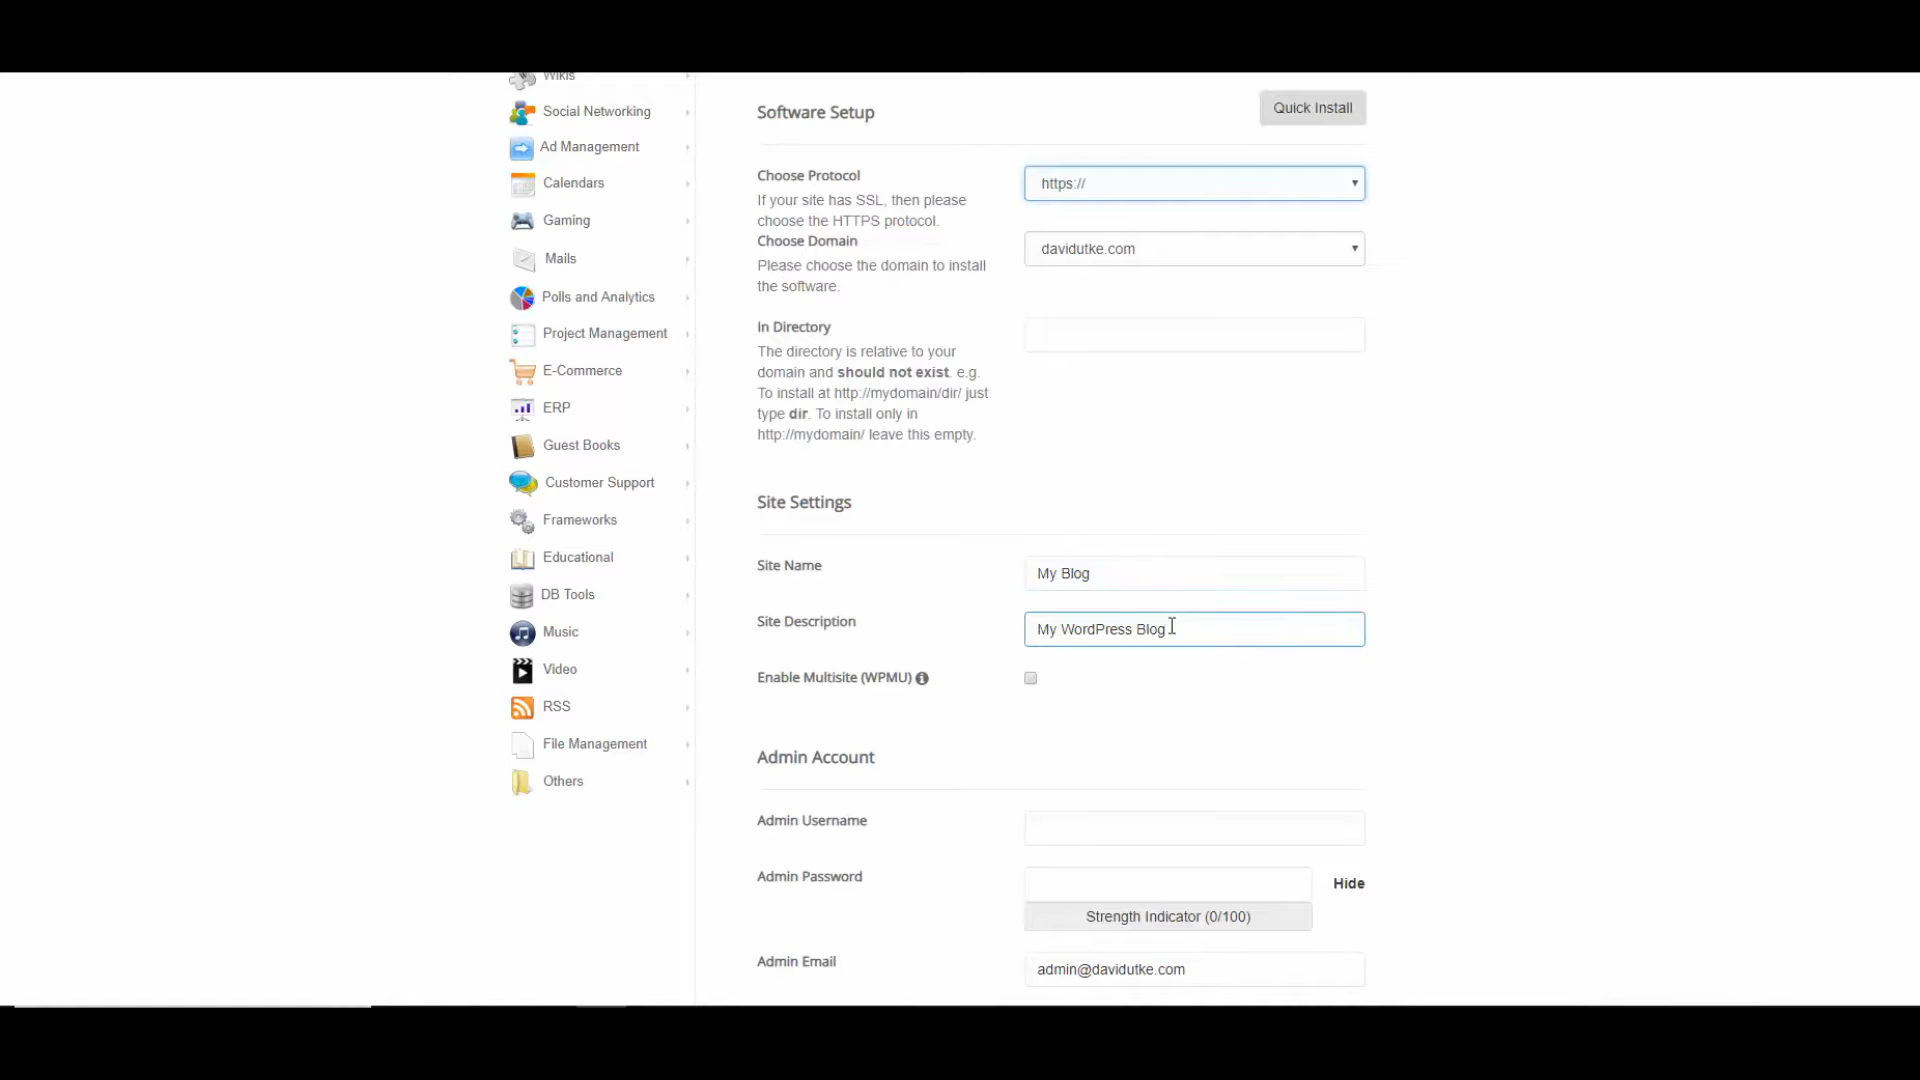 Wikis
Social Networking
Ad Management
Calendars
Gaming
Mails
Polls and Analytics
Project Management
E-Commerce
ERP
Guest Books
Customer Support
Frameworks
Educational
DB Tools
Music
Video
RSS
File Management
Others
Software Setup
Quick Install
Choose Protocol
If your site has SSL, then please
choose the HTTPS protocol.
https://
Choose Domain
Please choose the domain to install
the software.
davidutke.com
In Directory
The directory is relative to your
domain and should not exist. e.g.
To install at http://mydomain/dir/ just
type dir. To install only in
http://mydomain/ leave this empty.
Site Settings
Site Name
My Blog
Site Description
My WordPress Blog
Enable Multisite (WPMU)
Admin Account
Admin Username
Admin Password
Hide
Strength Indicator (0/100)
Admin Email
admin@davidutke.com